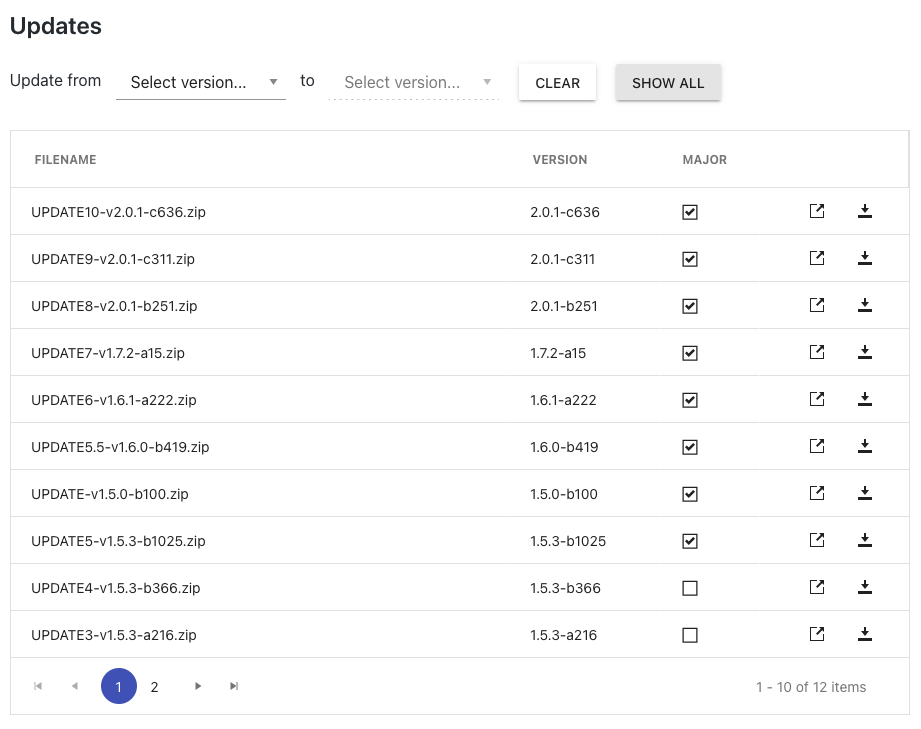 Updates
Update from Select version... to Select version... CLEAR SHOW ALL
FILENAME VERSION MAJOR
UPDATE10-v2.0.1-c636.zip 2.0.1-c636
UPDATE9-v2.0.1-c311.zip 2.0.1-c311
UPDATE8-v2.0.1-b251.zip 2.0.1-b251
UPDATE7-v1.7.2-a15.zip 1.7.2-a15
UPDATE6-v1.6.1-a222.zip 1.6.1-a222
UPDATE5.5-v1.6.0-b419.zip 1.6.0-b419
UPDATE-v1.5.0-b100.zip 1.5.0-b100
UPDATE5-v1.5.3-b1025.zip 1.5.3-b1025
UPDATE4-v1.5.3-b366.zip 1.5.3-b366
UPDATE3-v1.5.3-a216.zip 1.5.3-a216
1 2 1 - 10 of 12 items